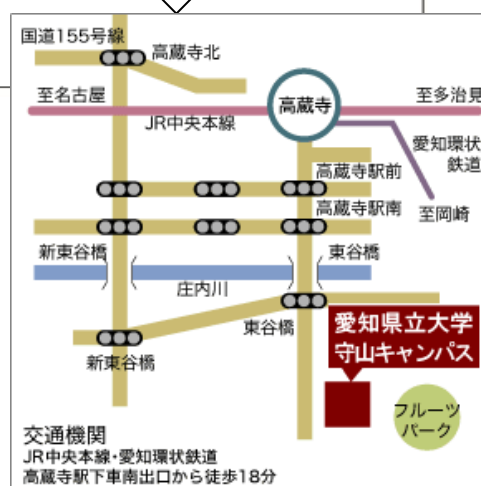 国道155号線
高蔵寺北
至名古屋
高蔵寺
至多治見
JR中央本線
愛知環状
鉄道
高蔵寺駅前
高蔵寺駅南
至岡崎
新東谷橋
東谷橋
庄内川
東谷橋
愛知県立大学
守山キャンパス
新東谷橋
フルーツ
パーク
交通機関
JR中央本線・愛知環状鉄道
高蔵寺駅下車南出口から徒歩18分